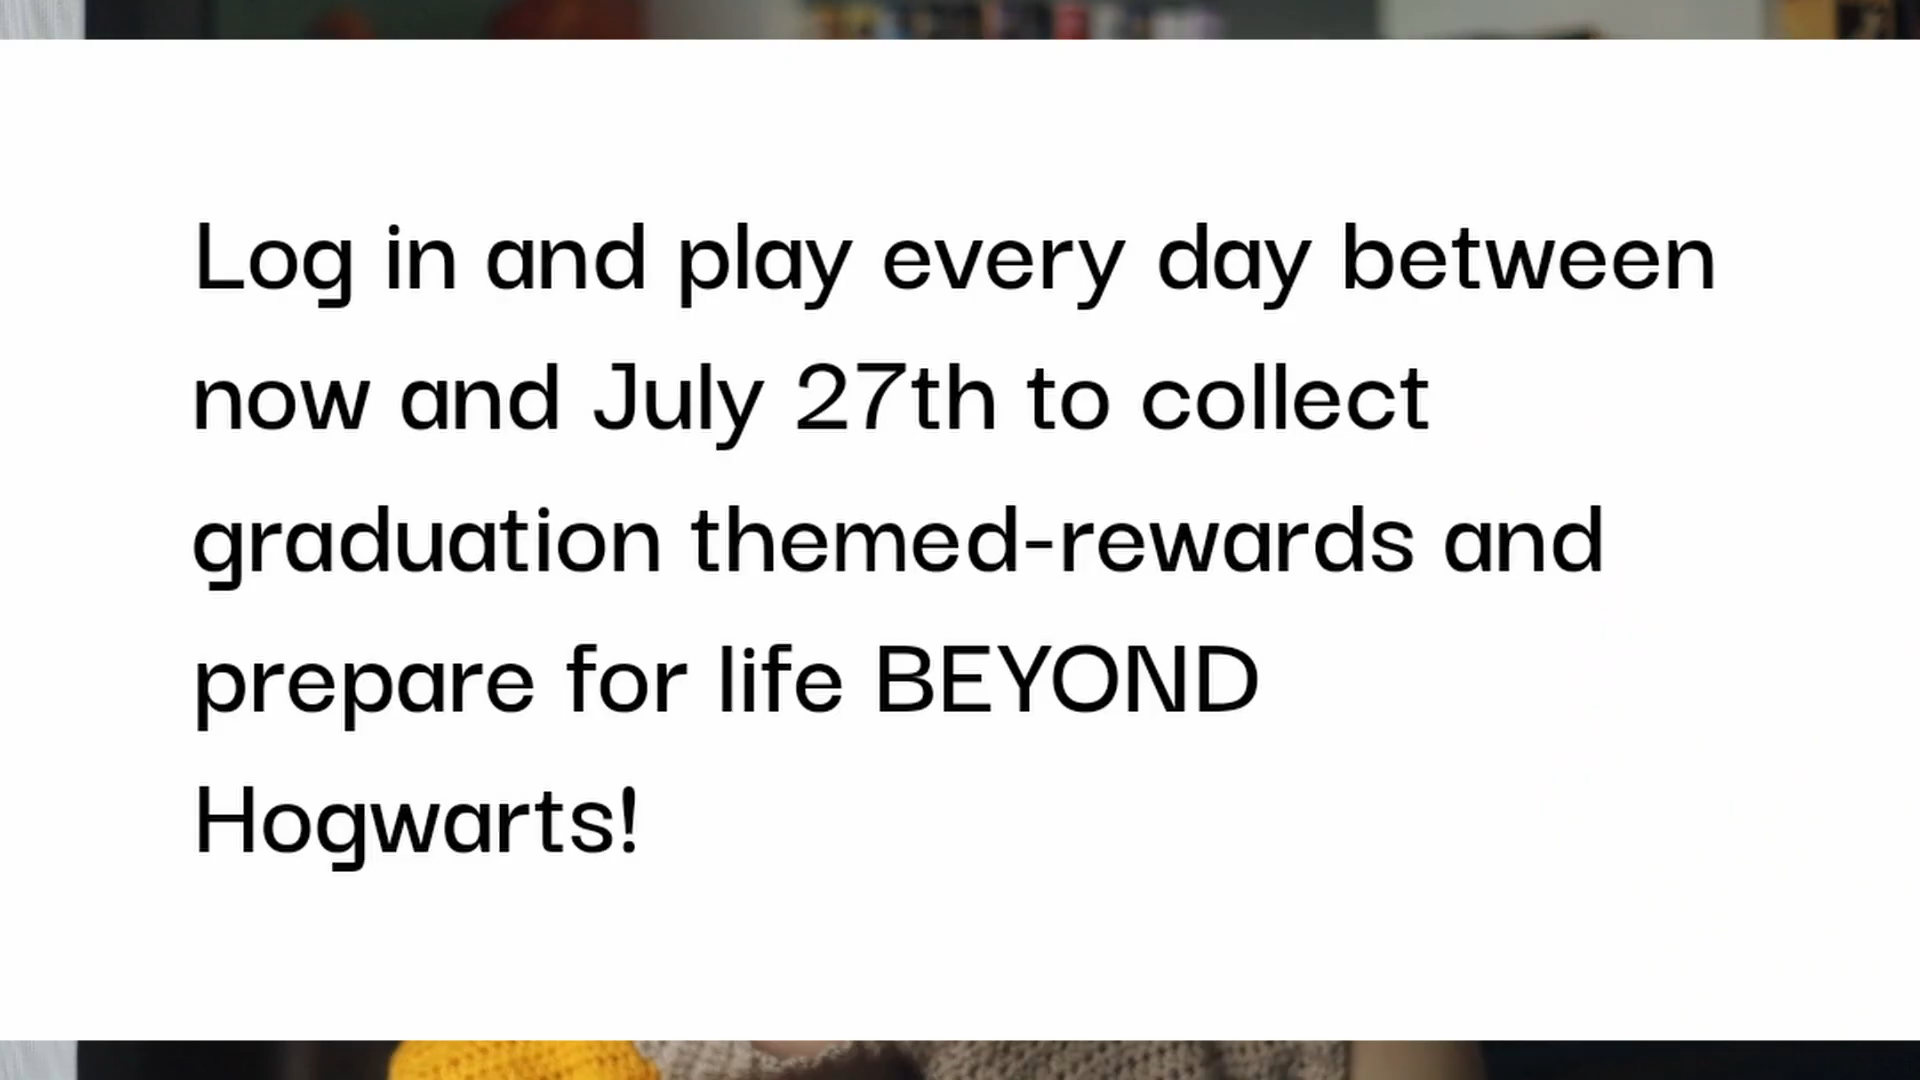 Log in and play every day between
now and July 27th to collect
graduation themed-rewards and
prepare for life BEYOND
Hogwarts!